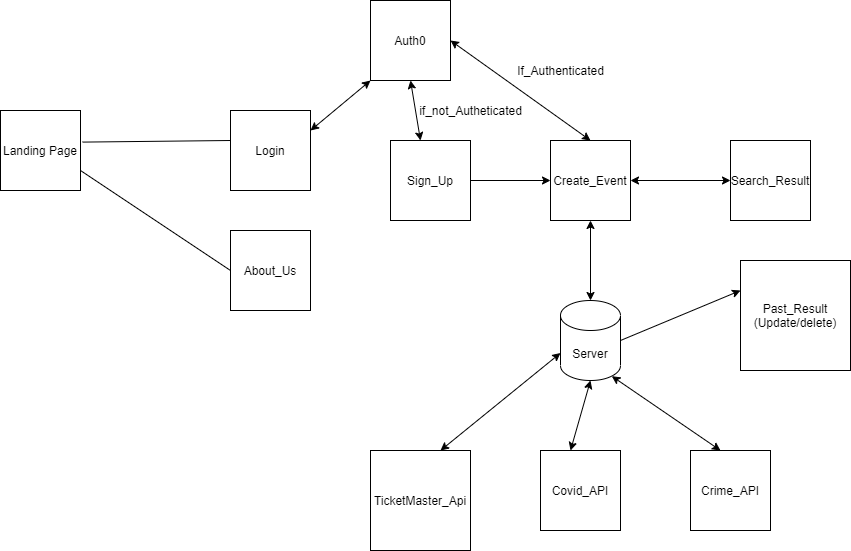 Auth0
If_Authenticated
if_not_Autheticated
Landing Page
Login
Sign_Up
Create_Event
Search_Result
About_Us
Past_Result
(Update/delete)
Server
TicketMaster_Api
Covid_API
Crime_API